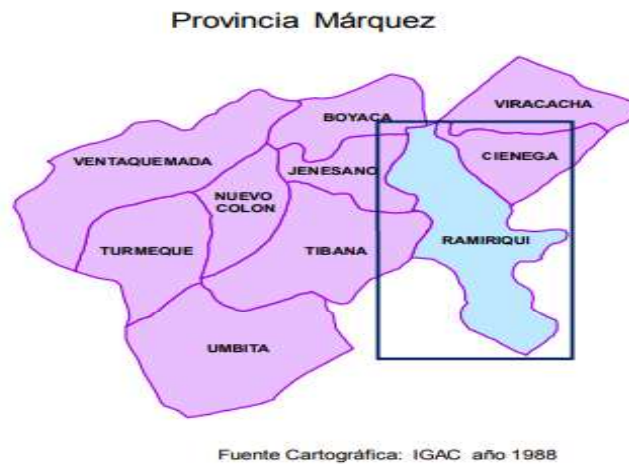 Provincia Márquez
VIRACACHA
BOYACA
CIENEGA
VENTAQUEMADA
JENESANO
NUEVO
COLON
RAMIRIQUI
TURMEQUE
TIBANA
UMBITA
Fuente Cartográfica: IGAC año 1988